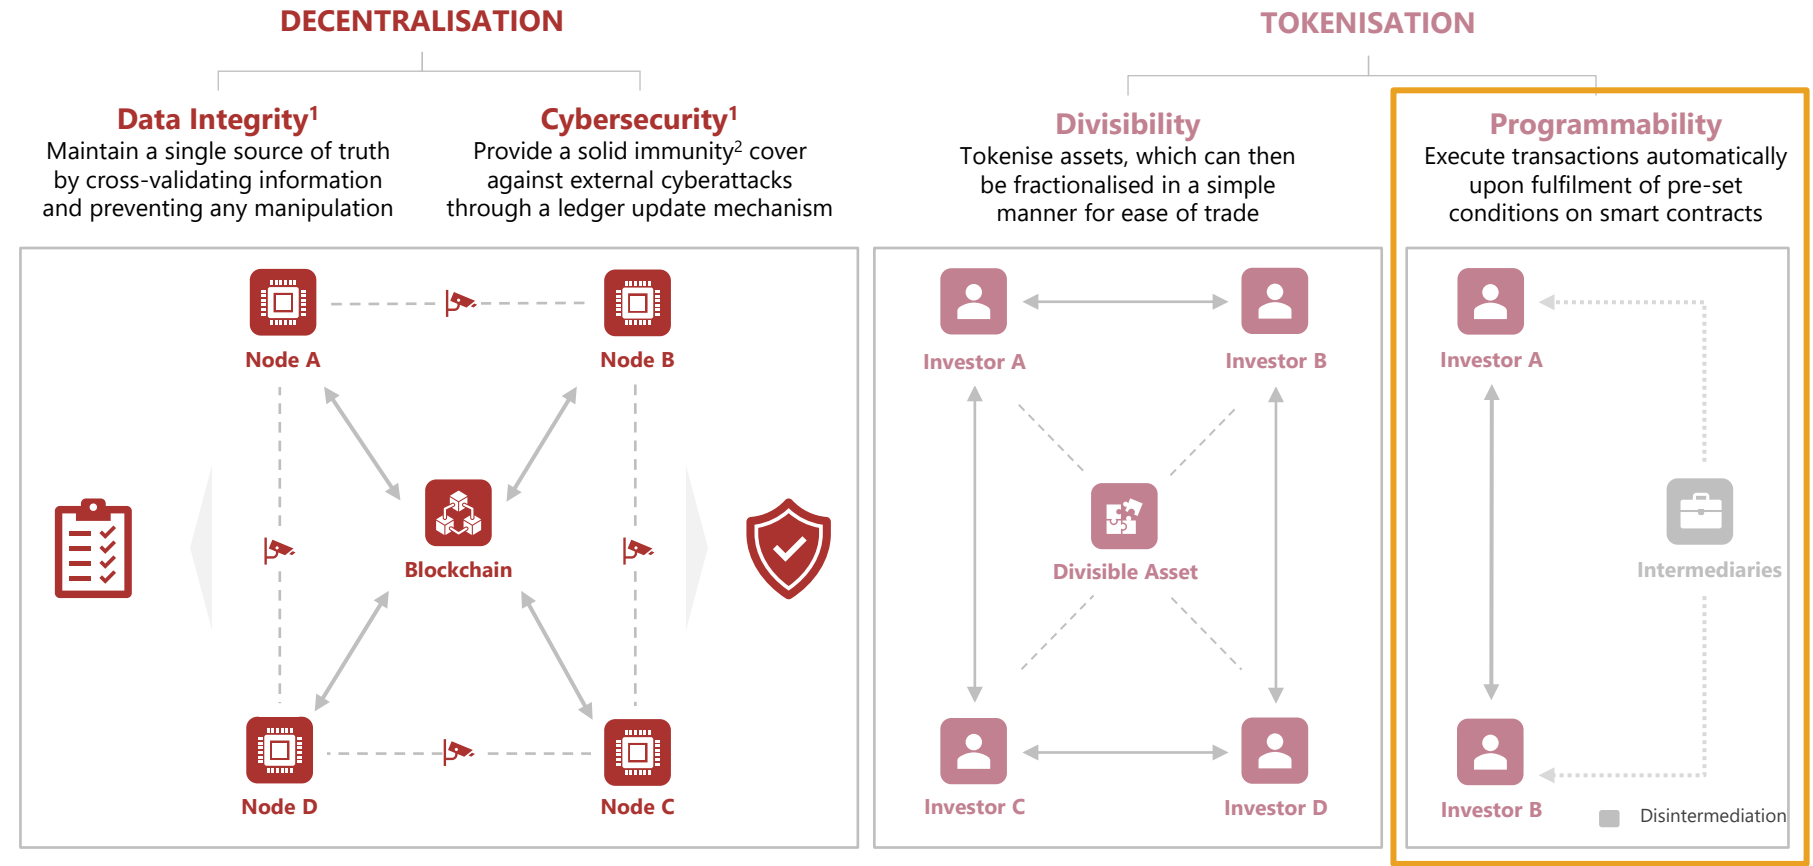 DECENTRALISATION
TOKENISATION
Data Integrity¹
Maintain a single source of truth
by cross-validating information
and preventing any manipulation
Cybersecurity¹
Provide a solid immunity² cover
against external cyberattacks
through a ledger update mechanism
Divisibility
Tokenise assets, which can then
be fractionalised in a simple
manner for ease of trade
Programmability
Execute transactions automatically
upon fulfilment of pre-set
conditions on smart contracts
Node A
Node B
Blockchain
Node D
Node C
Investor A
Investor B
Divisible Asset
Investor C
Investor D
Investor A
Intermediaries
Investor B
Disintermediation